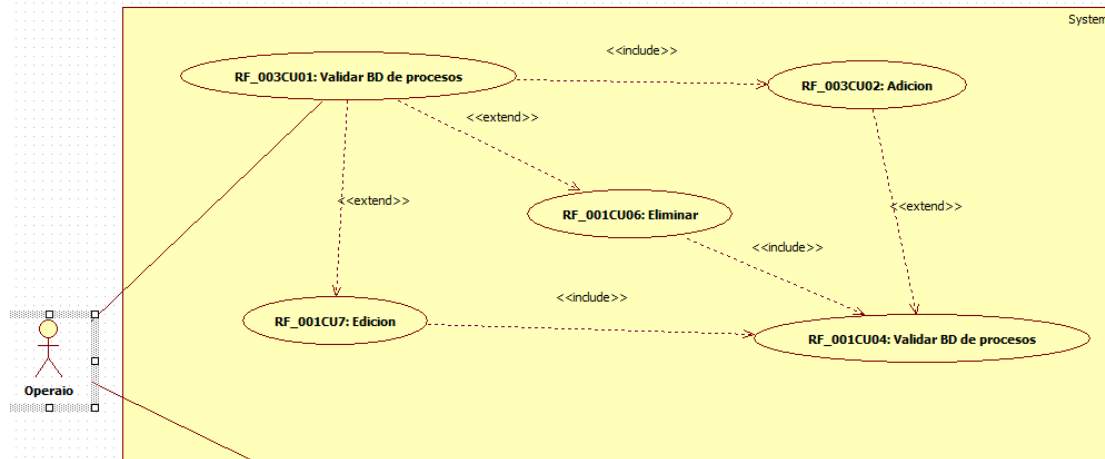 System
<<include>>
RF_003CU01: Validar BD de procesos
RF_003CU02: Adicion
<<extend>>
<<extend>>
<<extend>>
RF_001CU06: Eliminar
<<include>>
<<include>>
RF_001CU7: Edicion
RF_001CU04: Validar BD de procesos
Operaio